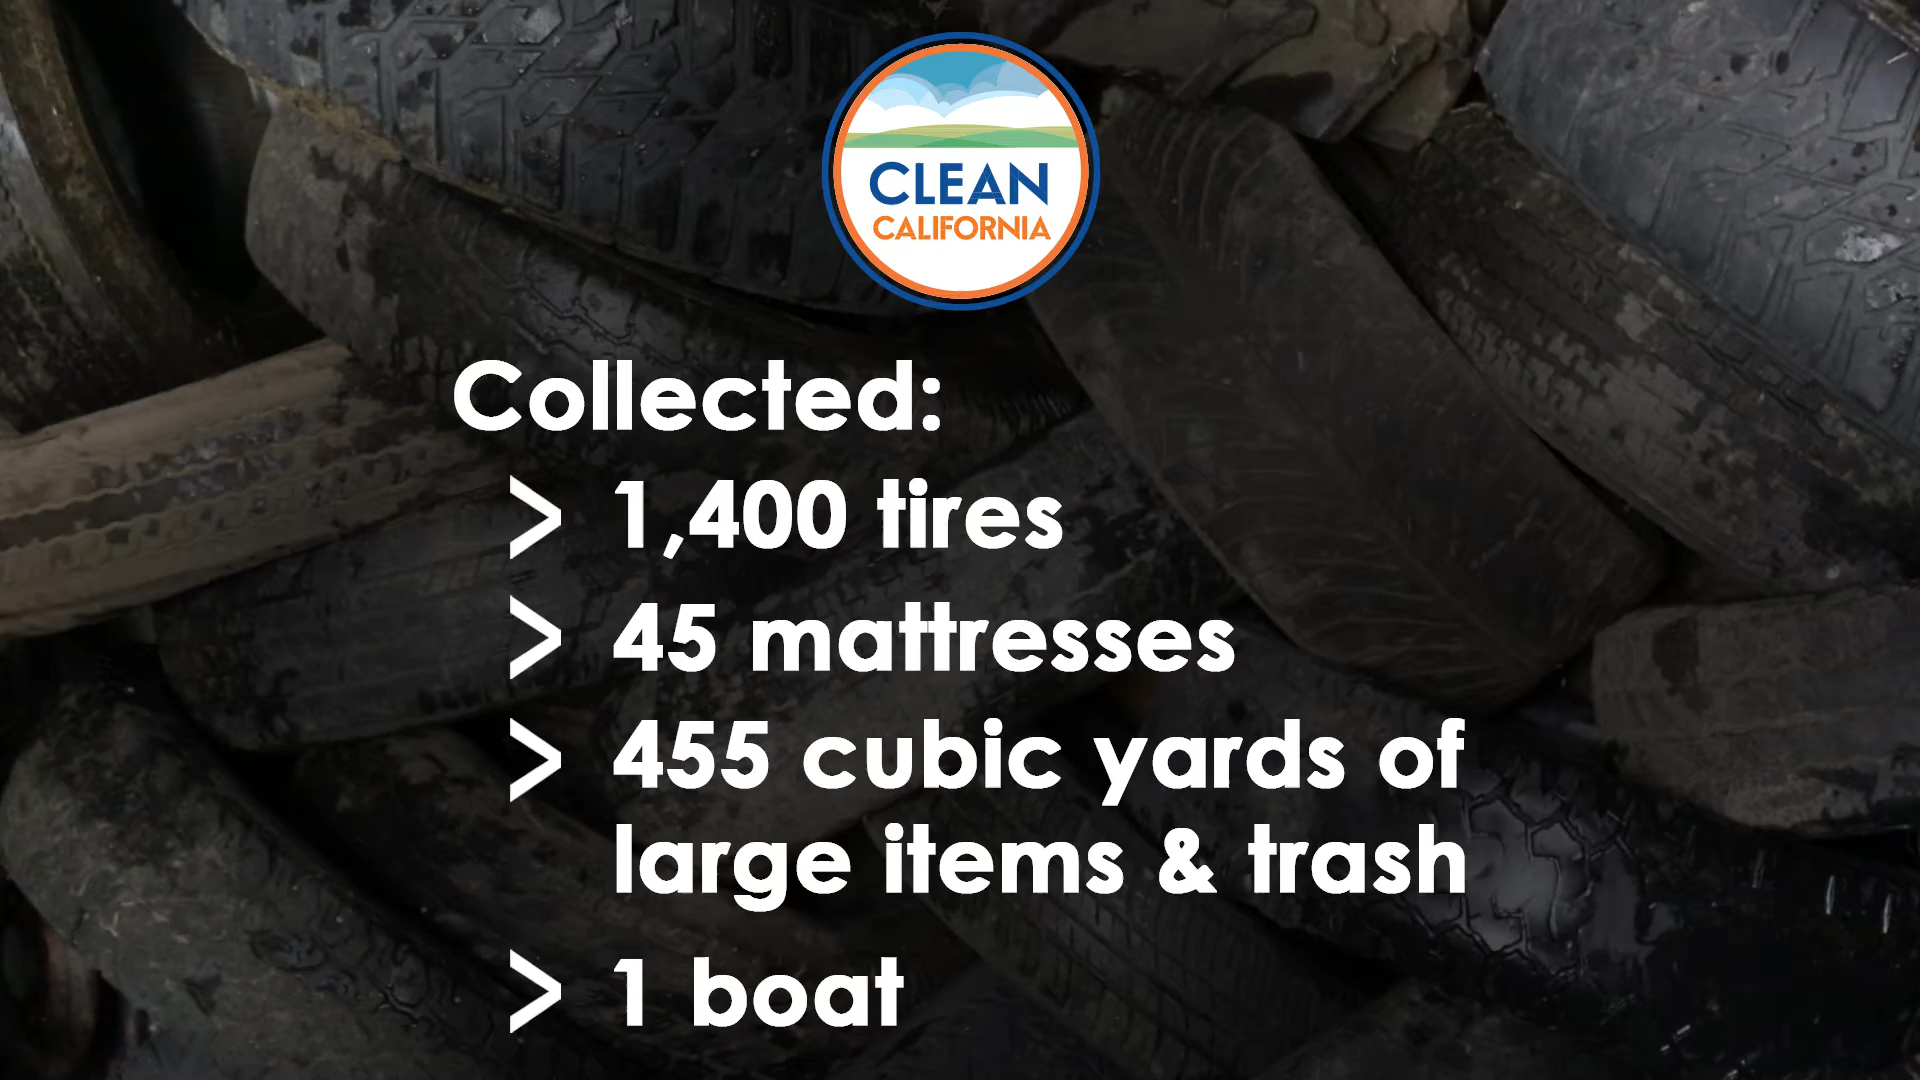 CLEAN
CALIFORNIA
Collected:
> 1,400 tires
> 45 mattresses
> 455 cubic yards of
large items & trash
> 1 boat